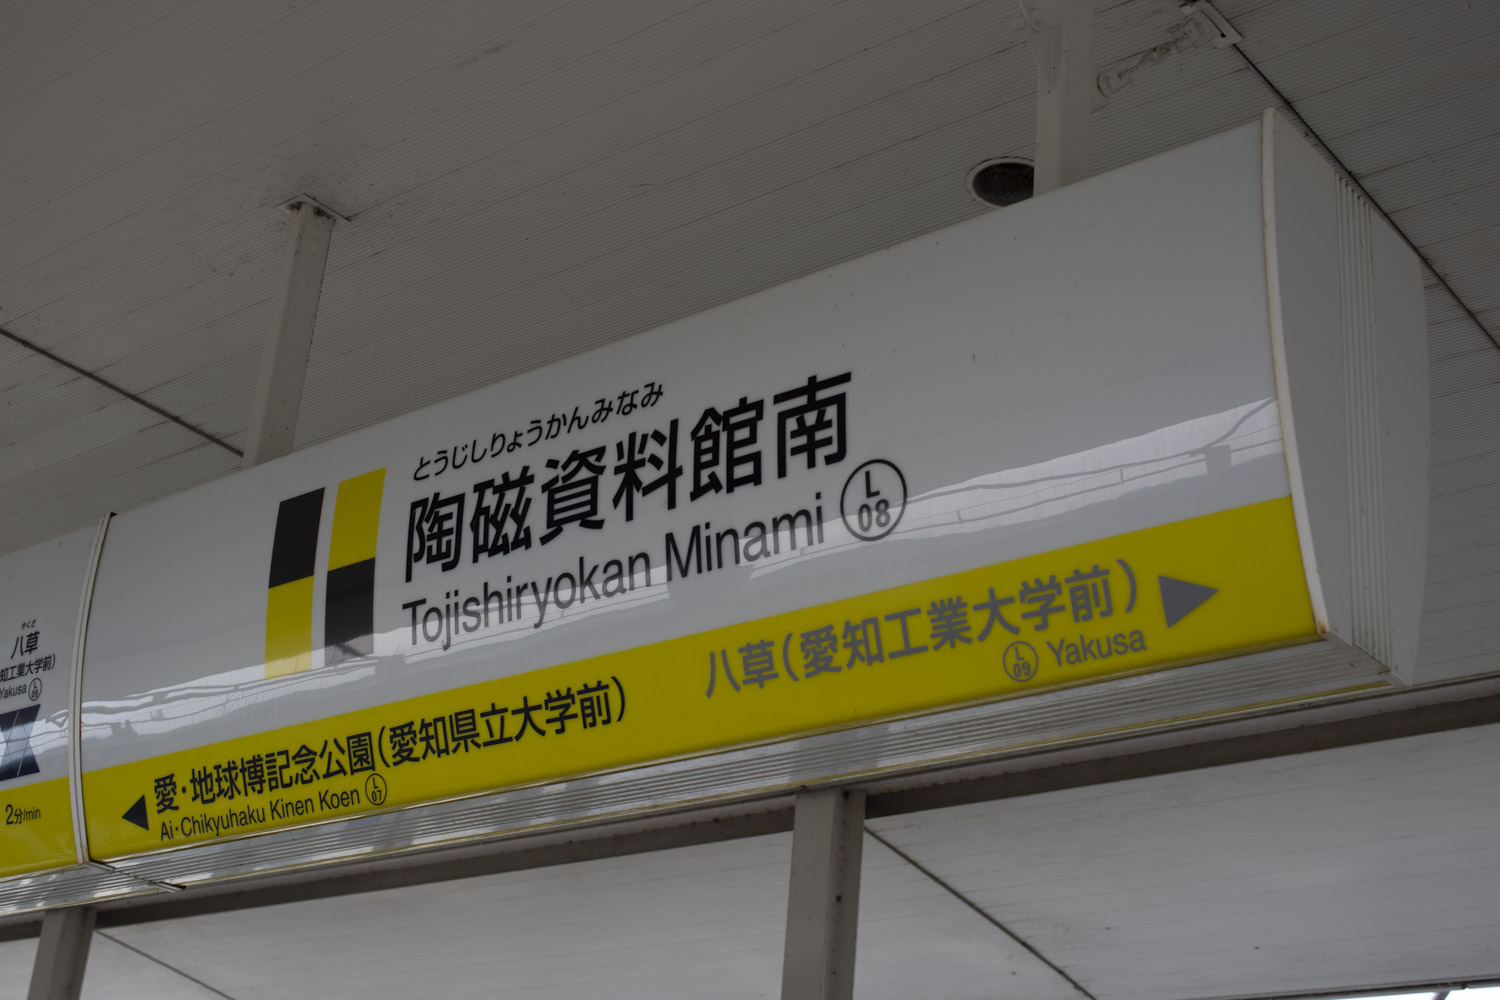 とうじしりょうかんみなみ
陶磁資料館南
Tojishiryokan Minami
L
08
八草(愛知工業大学前)
L
09
Yakusa
愛・地球博記念公園(愛知県立大学前)
Ai・Chikyuhaku Kinen Koen
L
07
やくさ
八草
知工業大学前)
Yakusa
L
09
2分/min